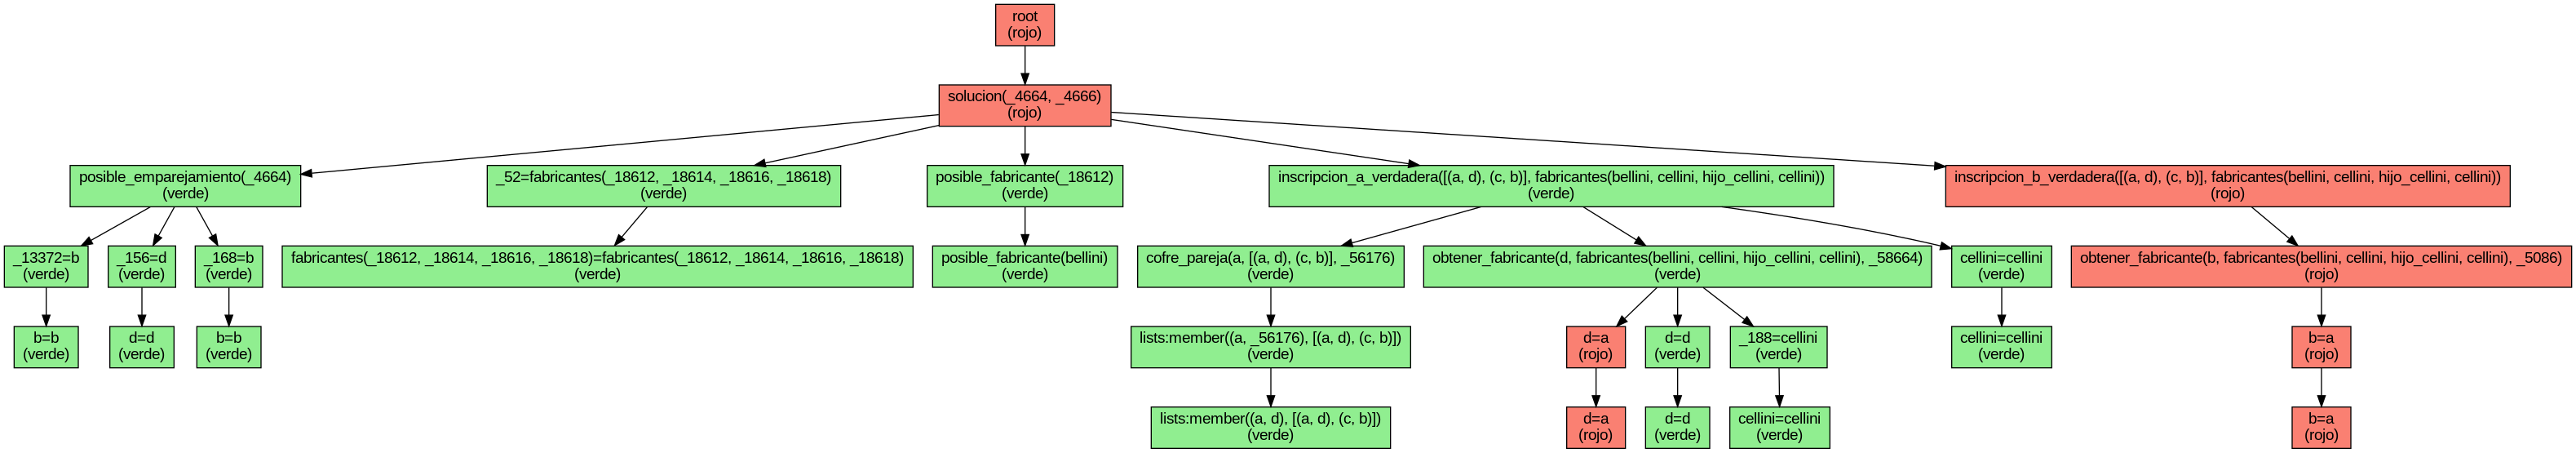 root
(rojo)
solucion(_4664, _4666)
(rojo)
posible_emparejamiento(_4664)
(verde)
_52=fabricantes(_18612, _18614, _18616, _18618)
(verde)
posible_fabricante(_18612)
(verde)
inscripcion_a_verdadera([(a, d), (c, b)], fabricantes(bellini, cellini, hijo_cellini, cellini))
(verde)
inscripcion_b_verdadera([(a, d), (c, b)], fabricantes(bellini, cellini, hijo_cellini, cellini))
(rojo)
_13372=b
(verde)
_156=d
(verde)
_168=b
(verde)
fabricantes(_18612, _18614, _18616, _18618)=fabricantes(_18612, _18614, _18616, _18618)
(verde)
posible_fabricante(bellini)
(verde)
cofre_pareja(a, [(a, d), (c, b)], _56176)
(verde)
obtener_fabricante(d, fabricantes(bellini, cellini, hijo_cellini, cellini), _58664)
(verde)
cellini=cellini
(verde)
obtener_fabricante(b, fabricantes(bellini, cellini, hijo_cellini, cellini), _5086)
(rojo)
b=b
(verde)
d=d
(verde)
b=b
(verde)
lists:member((a, _56176), [(a, d), (c, b)])
(verde)
d=a
(rojo)
d=d
(verde)
_188=cellini
(verde)
cellini=cellini
(verde)
b=a
(rojo)
lists:member((a, d), [(a, d), (c, b)])
(verde)
d=a
(rojo)
d=d
(verde)
cellini=cellini
(verde)
b=a
(rojo)